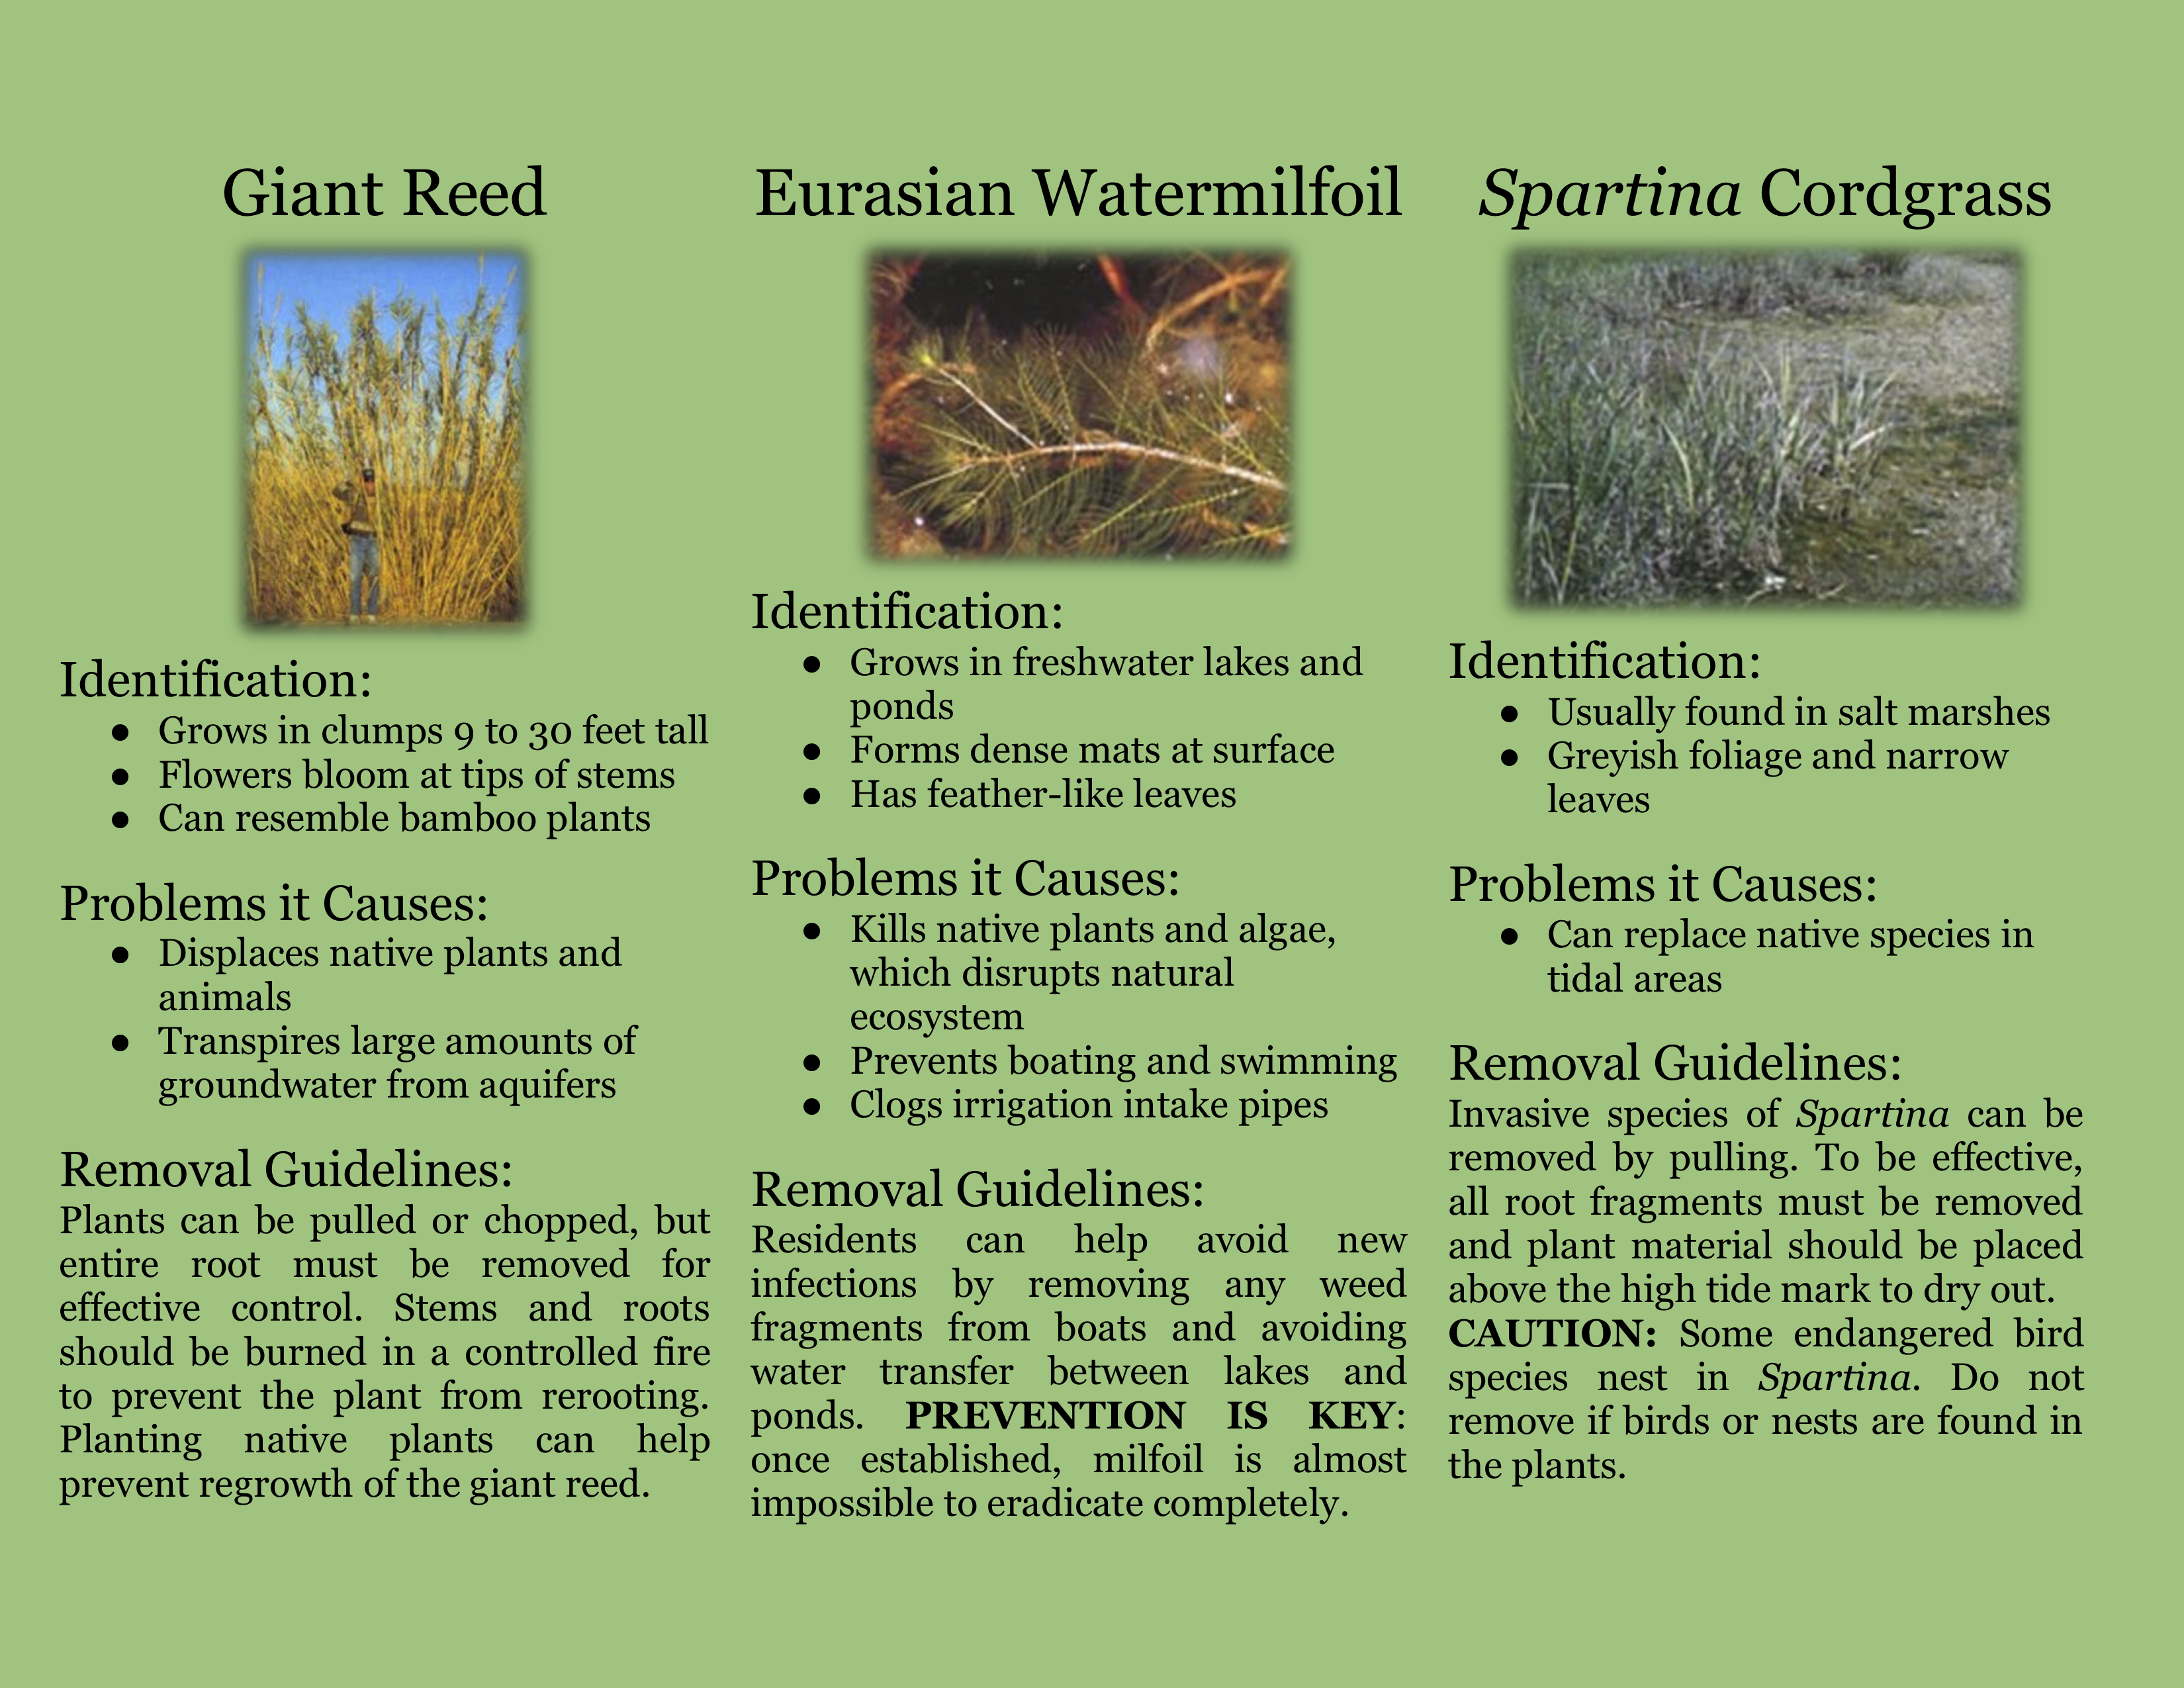 Giant Reed
Identification:
● Grows in clumps 9 to 30 feet tall
● Flowers bloom at tips of stems
● Can resemble bamboo plants
Problems it Causes:
● Displaces native plants and
animals
● Transpires large amounts of
groundwater from aquifers
Removal Guidelines:
Plants can be pulled or chopped, but
entire root must be removed for
effective control. Stems and roots
should be burned in a controlled fire
to prevent the plant from rerooting.
Planting native plants can help
prevent regrowth of the giant reed.
Eurasian Watermilfoil
Identification:
● Grows in freshwater lakes and
ponds
● Forms dense mats at surface
● Has feather-like leaves
Problems it Causes:
● Kills native plants and algae,
which disrupts natural
ecosystem
● Prevents boating and swimming
● Clogs irrigation intake pipes
Removal Guidelines:
Residents can help avoid new
infections by removing any weed
fragments from boats and avoiding
water transfer between lakes and
ponds. PREVENTION IS KEY:
once established, milfoil is almost
impossible to eradicate completely.
Spartina Cordgrass
Identification:
● Usually found in salt marshes
● Greyish foliage and narrow
leaves
Problems it Causes:
● Can replace native species in
tidal areas
Removal Guidelines:
Invasive species of Spartina can be
removed by pulling. To be effective,
all root fragments must be removed
and plant material should be placed
above the high tide mark to dry out.
CAUTION: Some endangered bird
species nest in Spartina. Do not
remove if birds or nests are found in
the plants.